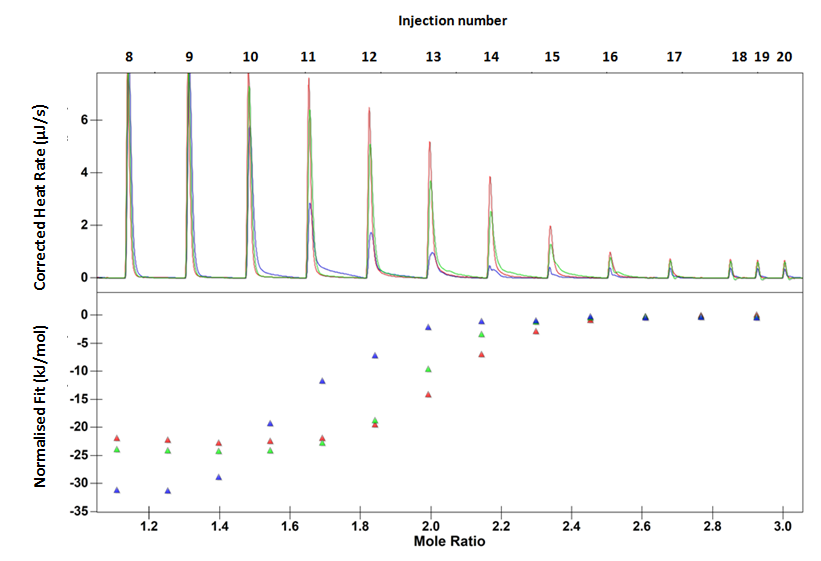 Injection number
8 9 10 11 12 13 14 15 16 17 18 19 20
Corrected Heat Rate (µJ/s)
6
4
2
0
Normalised Fit (kJ/mol)
0
-5
-10
-15
-20
-25
-30
-35
1.2 1.4 1.6 1.8 2.0 2.2 2.4 2.6 2.8 3.0
Mole Ratio